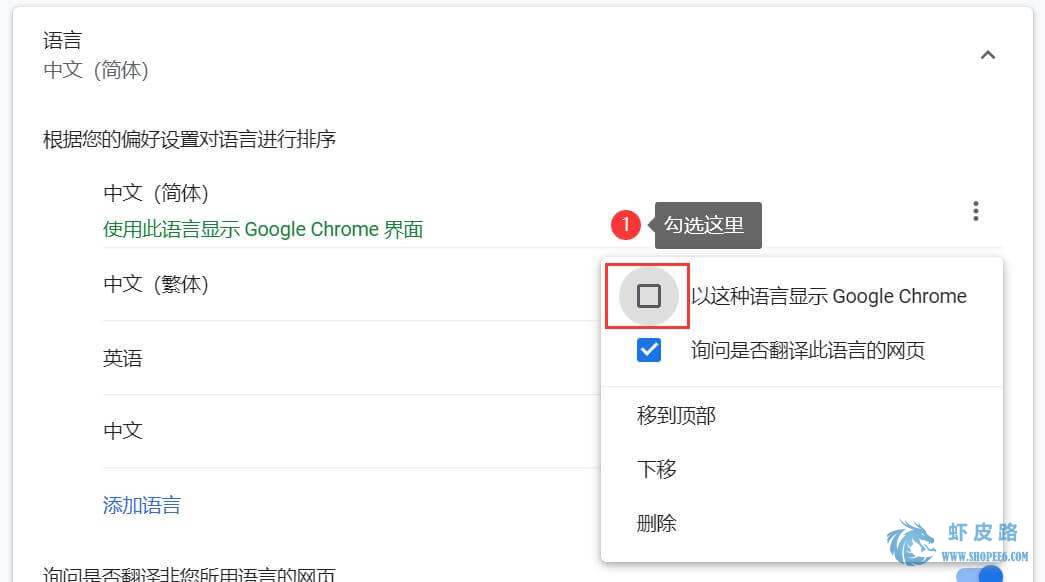 语言
中文 (简体)
根据您的偏好设置对语言进行排序
中文 (简体)
使用此语言显示 Google Chrome 界面
1 勾选这里
中文 (繁体)
以这种语言显示 Google Chrome
询问是否翻译此语言的网页
英语
移到顶部
中文
下移
添加语言
删除
虾皮路
WWW.SHOPEE6.COM
询问是否翻译非您所用语言的网页